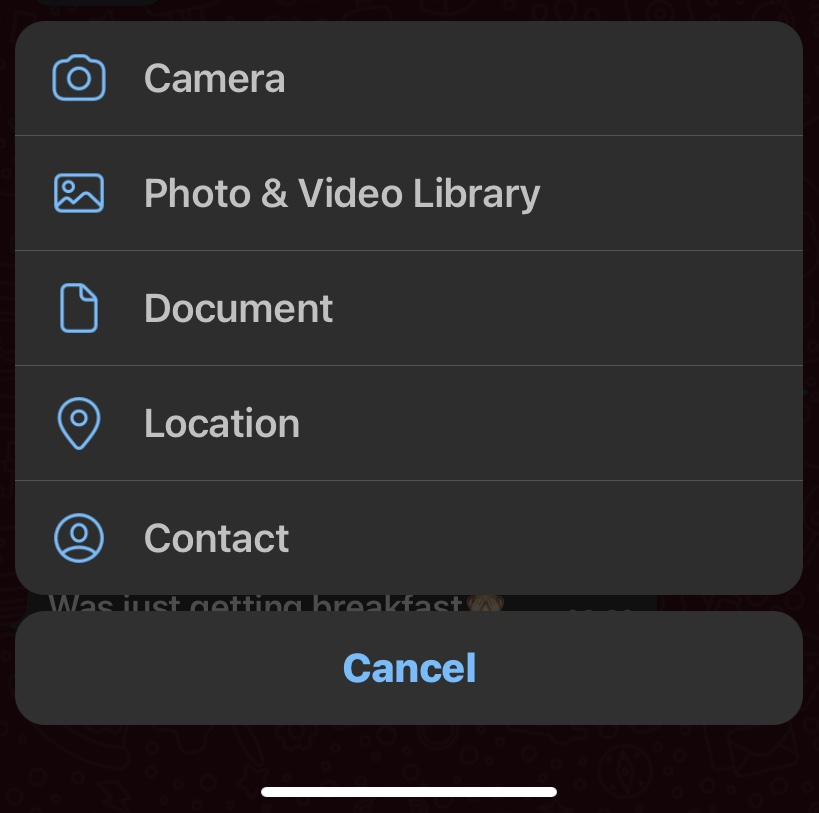 Camera
Photo & Video Library
Document
Location
Contact
Was just getting breakfast🙈
Cancel